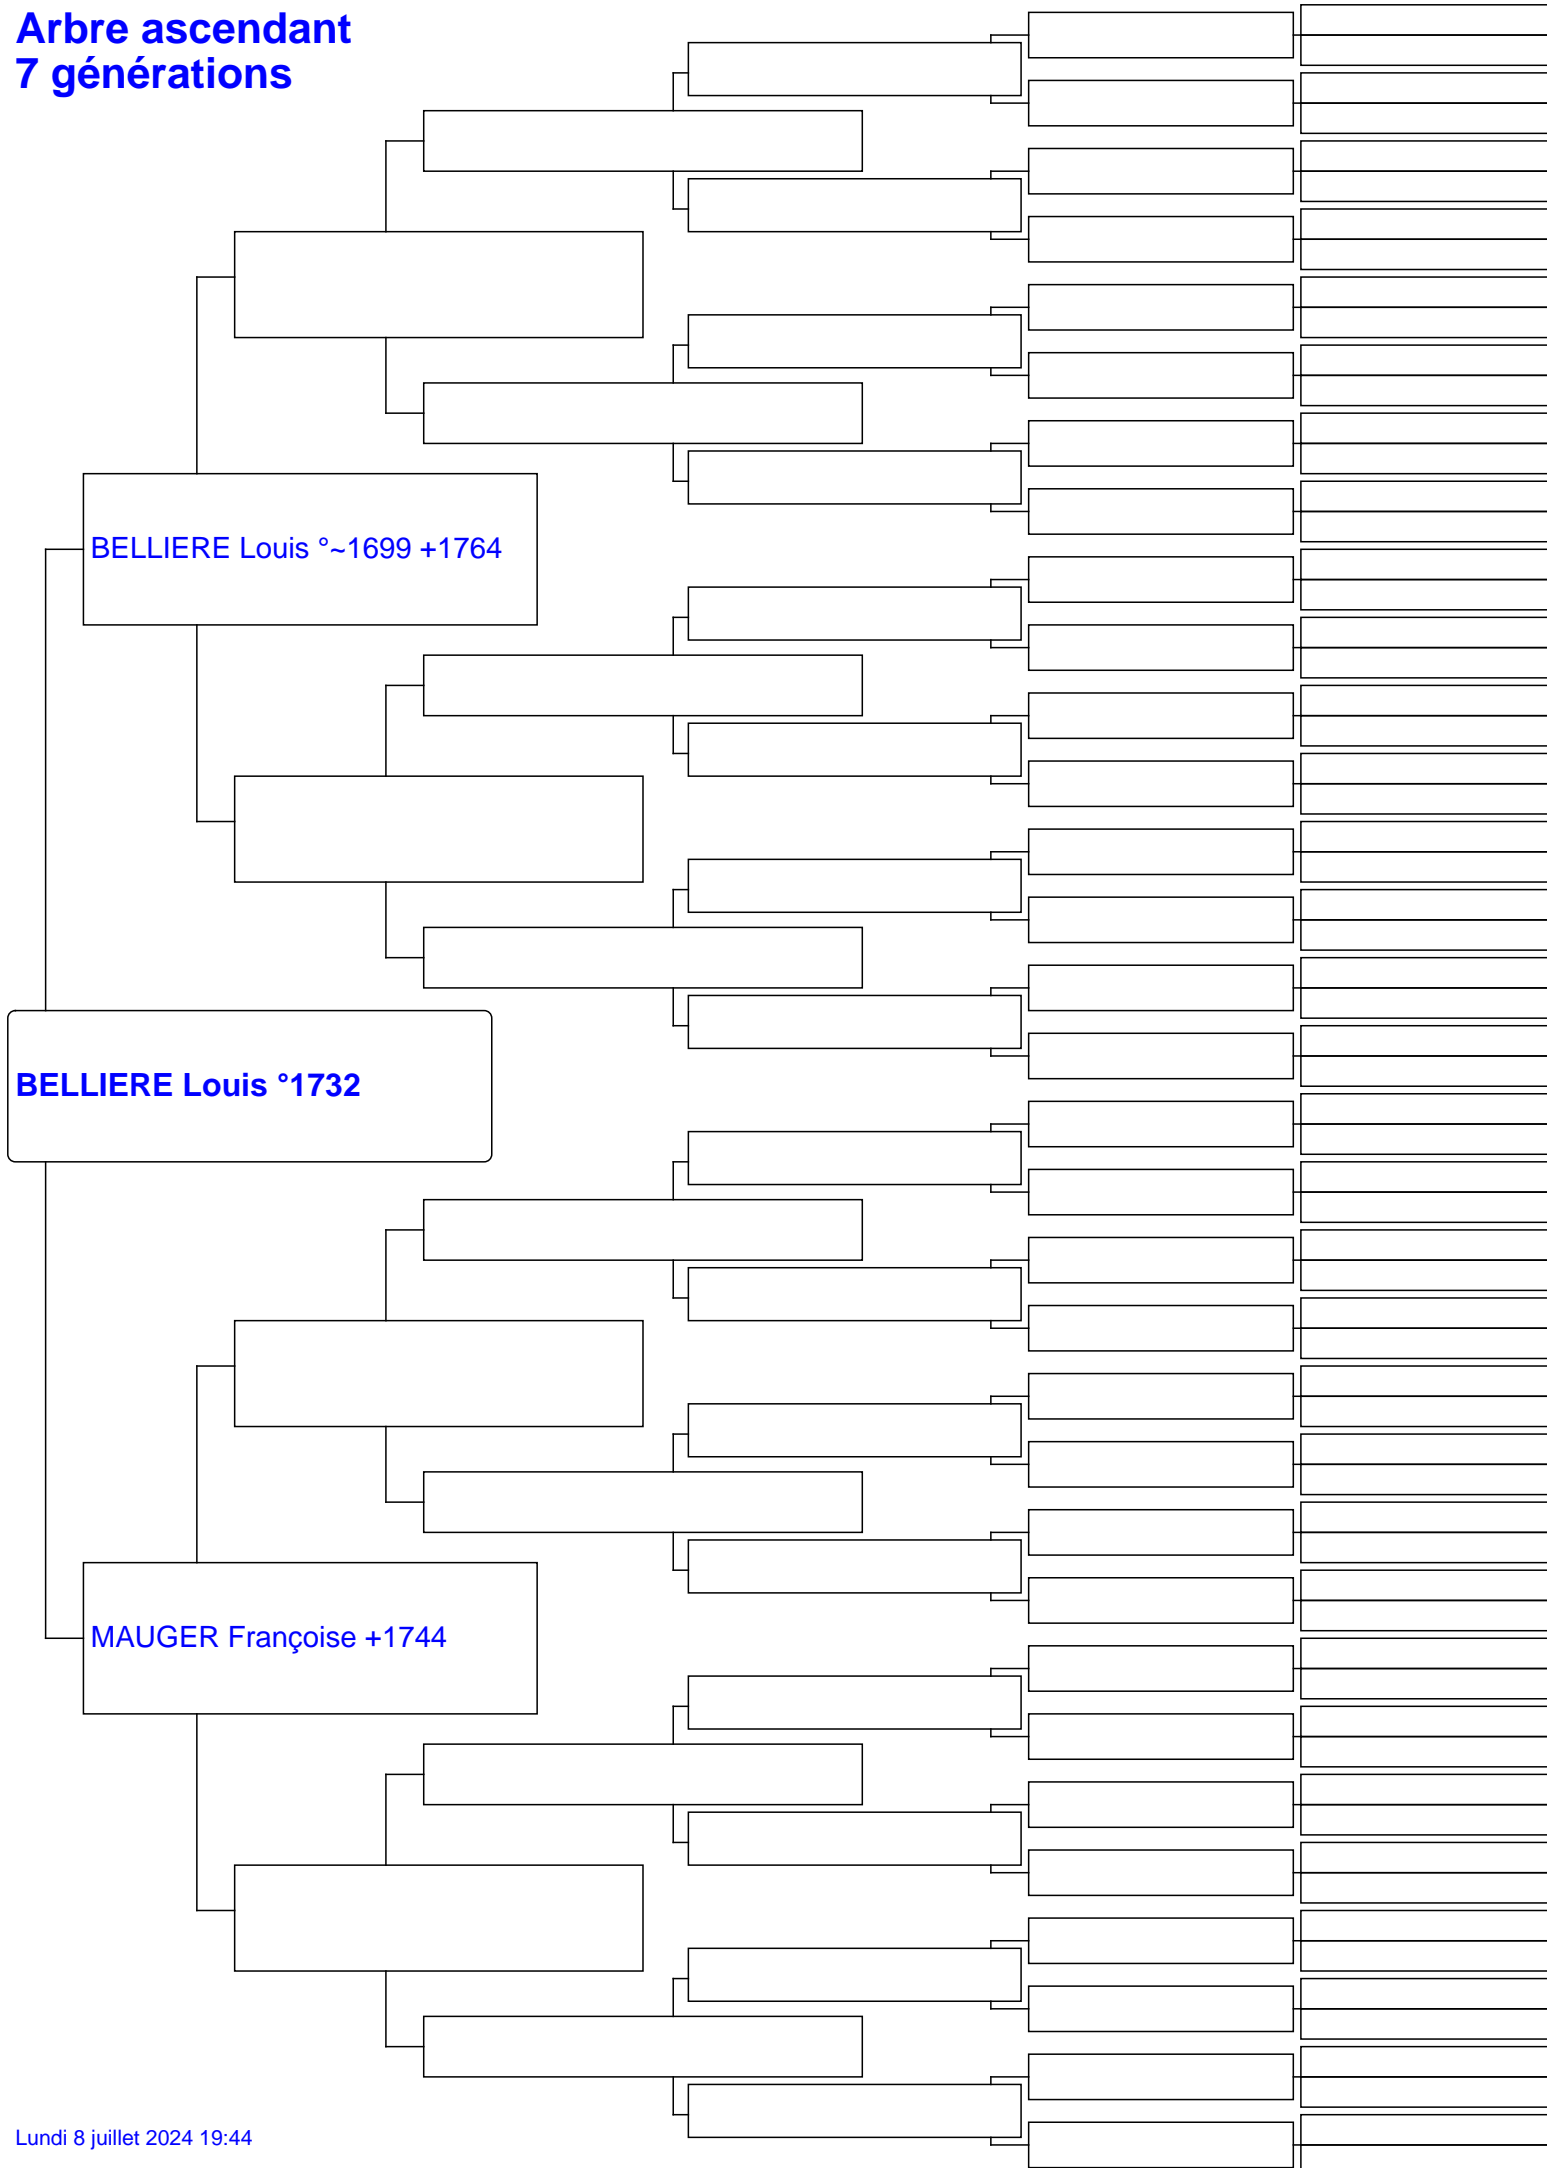 Arbre ascendant
7 générations
BELLIERE Louis °~1699 +1764
BELLIERE Louis °1732
MAUGER Françoise +1744
Lundi 8 juillet 2024 19:44